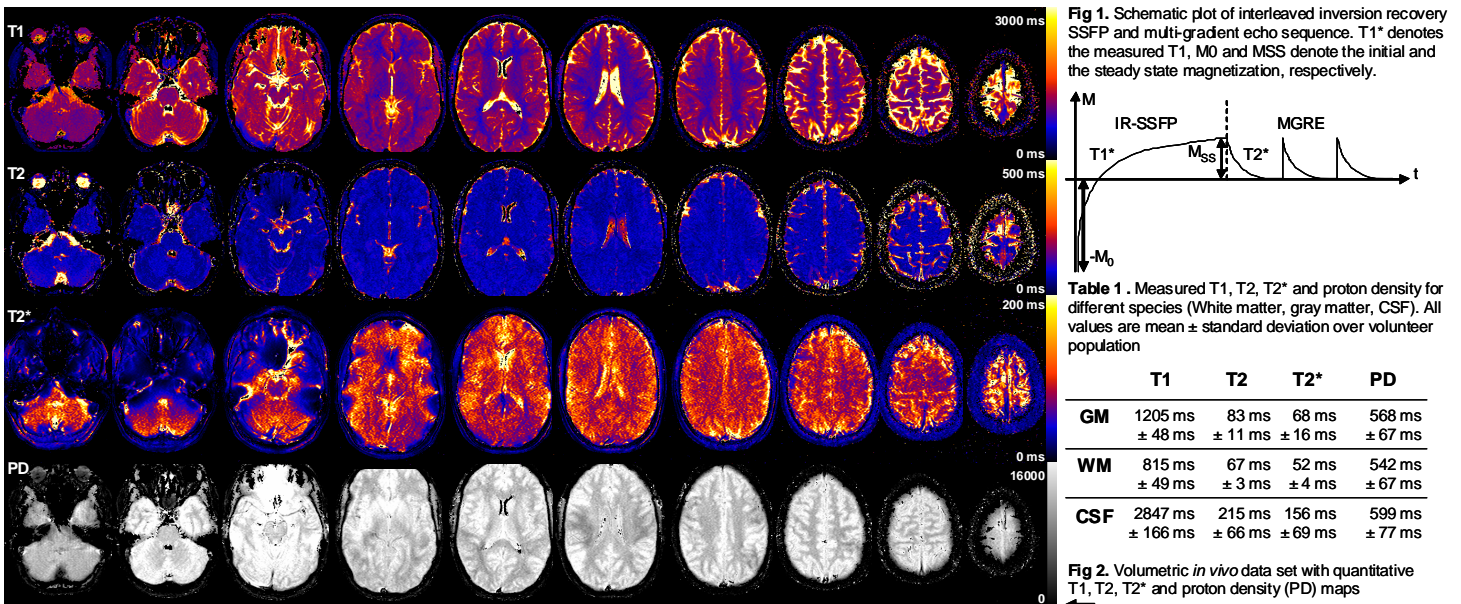 T1
3000 ms
0 ms
T2
500 ms
0 ms
T2*
200 ms
0 ms
PD
16000
0
Fig 1. Schematic plot of interleaved inversion recovery
SSFP and multi-gradient echo sequence. T1* denotes
the measured T1, M0 and MSS denote the initial and
the steady state magnetization, respectively.
M
IR-SSFP
MGRE
T1*
MSS
T2*
t
-M0
Table 1 . Measured T1, T2, T2* and proton density for
different species (White matter, gray matter, CSF). All
values are mean ± standard deviation over volunteer
population
T1 T2 T2* PD
GM 1205 ms 83 ms 68 ms 568 ms
± 48 ms ± 11 ms ± 16 ms ± 67 ms
WM 815 ms 67 ms 52 ms 542 ms
± 49 ms ± 3 ms ± 4 ms ± 67 ms
CSF 2847 ms 215 ms 156 ms 599 ms
± 166 ms ± 66 ms ± 69 ms ± 77 ms
Fig 2. Volumetric in vivo data set with quantitative
T1, T2, T2* and proton density (PD) maps